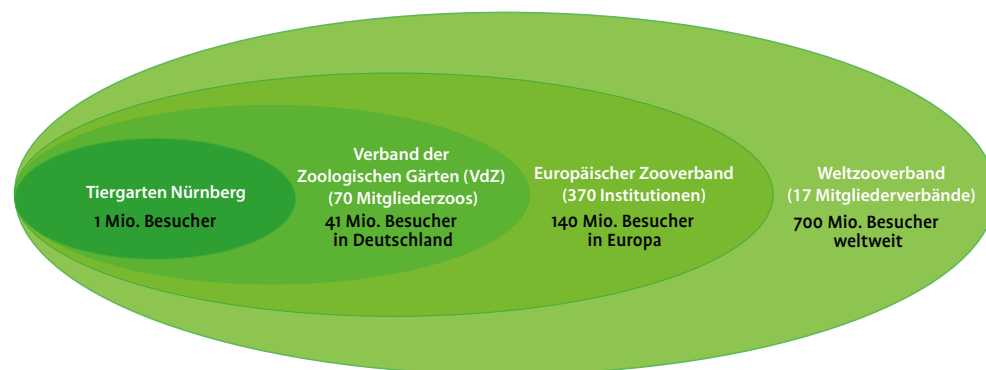 Tiergarten Nürnberg
1 Mio. Besucher
Verband der
Zoologischen Gärten (VdZ)
(70 Mitgliederzoos)
41 Mio. Besucher
in Deutschland
Europäischer Zooverband
(370 Institutionen)
140 Mio. Besucher
in Europa
Weltzooverband
(17 Mitgliederverbände)
700 Mio. Besucher
weltweit